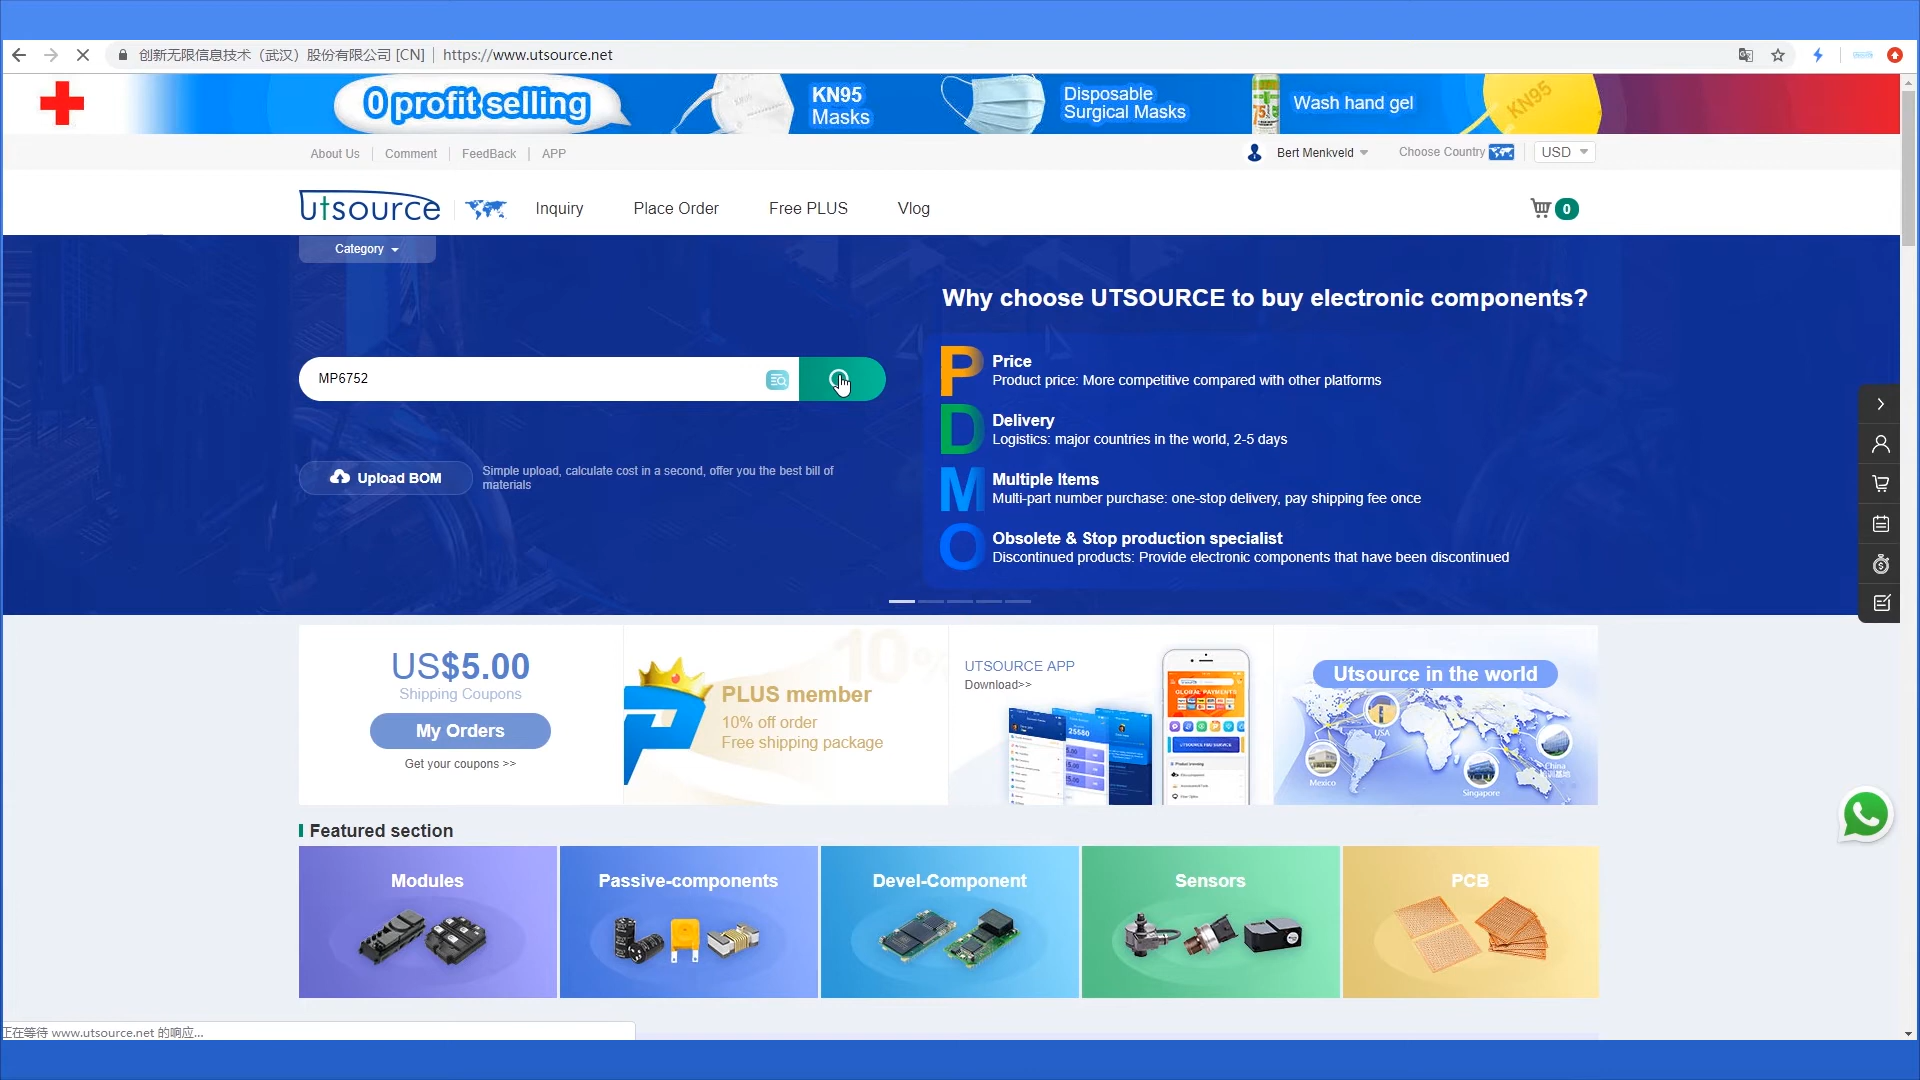 创新无限信息技术（武汉）股份有限公司 [CN] | https://www.utsource.net
0 profit selling
KN95
Masks
Disposable
Surgical Masks
Wash hand gel
KN95
About Us | Comment | FeedBack | APP
Bert Menkveld
Choose Country
USD
utsource
Inquiry
Place Order
Free PLUS
Vlog
0
Category
Why choose UTSOURCE to buy electronic components?
MP6752
P
Price
Product price: More competitive compared with other platforms
D
Delivery
Logistics: major countries in the world, 2-5 days
M
Multiple Items
Multi-part number purchase: one-stop delivery, pay shipping fee once
O
Obsolete & Stop production specialist
Discontinued products: Provide electronic components that have been discontinued
Upload BOM
Simple upload, calculate cost in a second, offer you the best bill of
materials
US$5.00
Shipping Coupons
My Orders
Get your coupons >>
10%
PLUS member
10% off order
Free shipping package
UTSOURCE APP
Download>>
GLOBAL PAYMENTS
25580
Utsource in the world
USA
Mexico
Singapore
China
Featured section
Modules
Passive-components
Devel-Component
Sensors
PCB
正在等待 www.utsource.net 的响应...